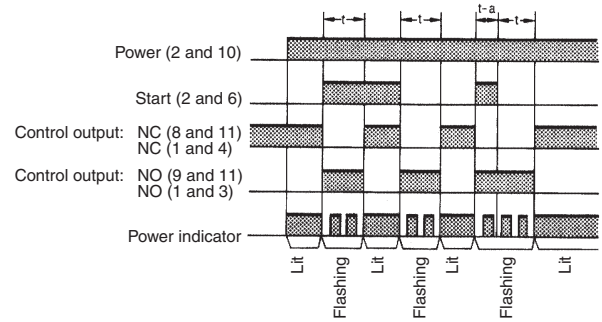 t-a
t t t
Power (2 and 10)
Start (2 and 6)
Control output: NC (8 and 11)
NC (1 and 4)
Control output: NO (9 and 11)
NO (1 and 3)
Power indicator
Lit Flashing Lit Flashing Lit Flashing Lit